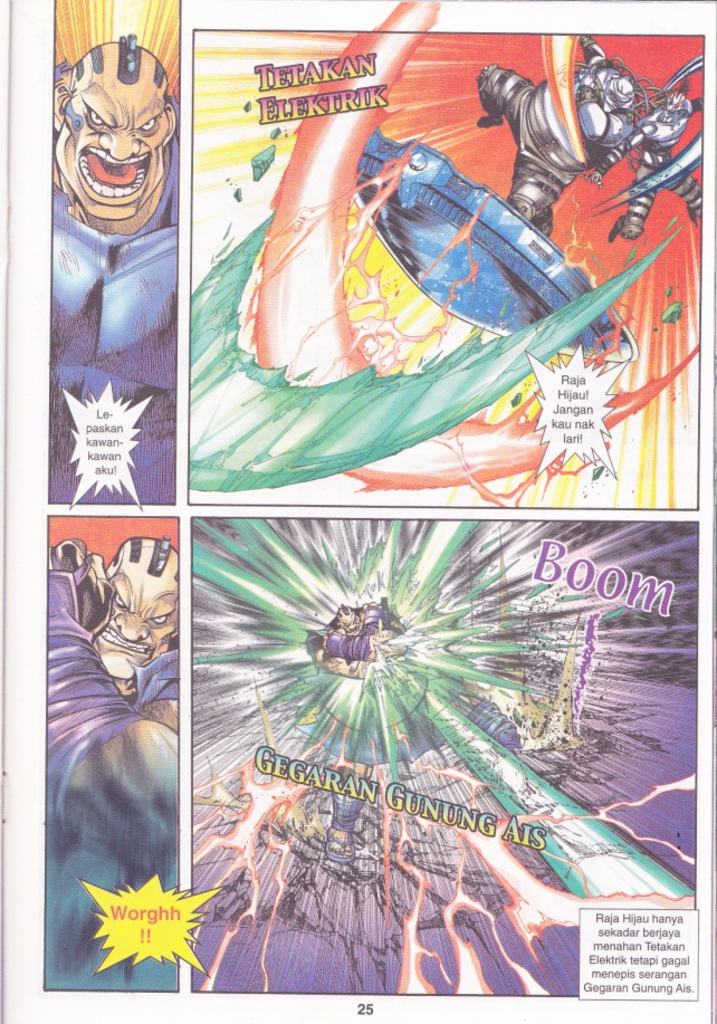 TETAKAN
ELEKTRIK
Le-
paskan
kawan-
kawan
aku!
Raja
Hijau!
Jangan
kau nak
lari!
BOOM
GEGARAN GUNUNG AIS
Worghh
!!
Raja Hijau hanya
sekadar berjaya
menahan Tetakan
Elektrik tetapi gagal
menepis serangan
Gegaran Gunung Ais.
25